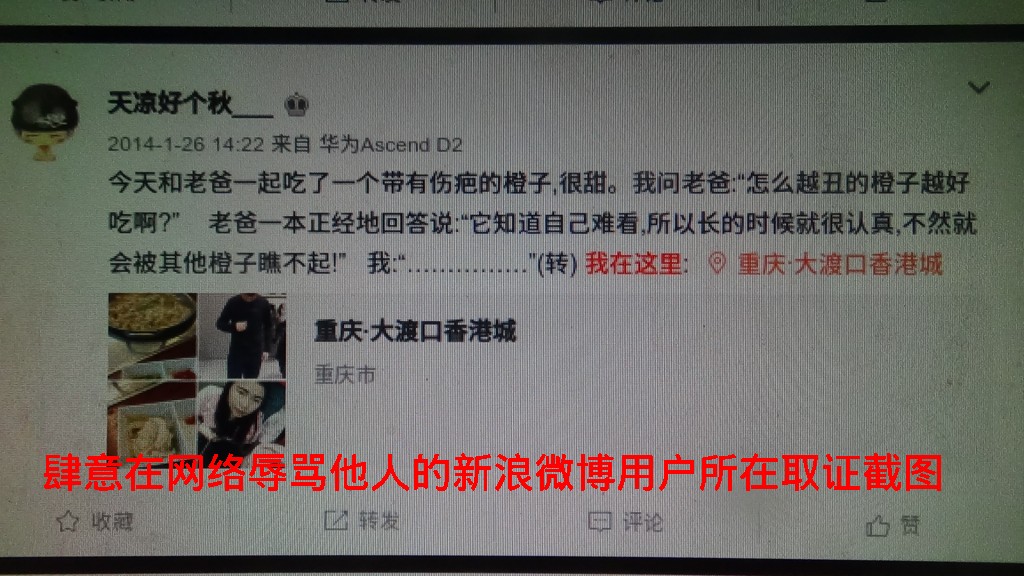 天凉好个秋___
2014-1-26 14:22 来自 华为Ascend D2
今天和老爸一起吃了一个带有伤疤的橙子,很甜。我问老爸:“怎么越丑的橙子越好
吃啊?” 老爸一本正经地回答说:“它知道自己难看,所以长的时候就很认真,不然就
会被其他橙子瞧不起!” 我:“……………”(转) 我在这里: 重庆·大渡口香港城
重庆·大渡口香港城
重庆市
肆意在网络辱骂他人的新浪微博用户所在取证截图
收藏 转发 评论 赞